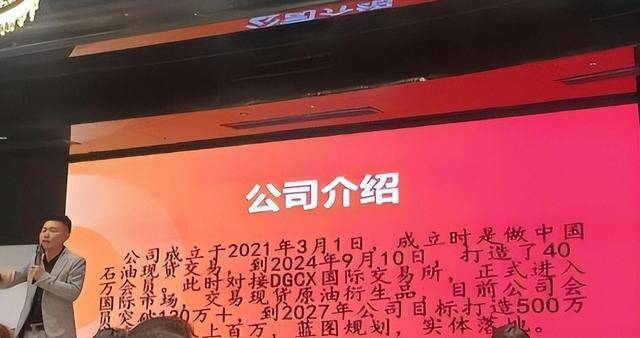 公司介绍
公司成立于2021年3月1日，成立时是做中国
石油现货交易，到2024年9月10日，打造了40
万会员。此时对接DGCX国际交易所，正式进入
国际市场，交易现货原油衍生品，目前公司会
员突破130万+，到2027年公司目标打造500万
上百万，蓝图规划，实体落地。